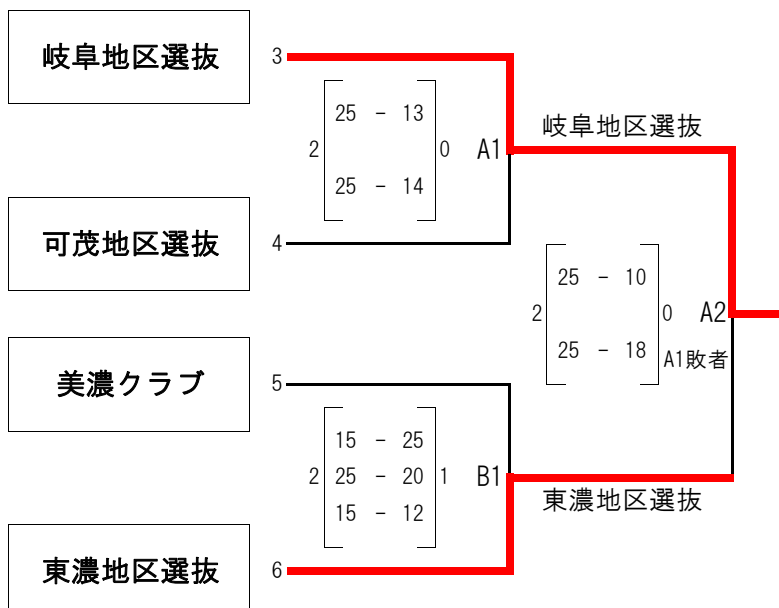 岐阜地区選抜
3
25 - 13
2
0
A1
25 - 14
岐阜地区選抜
可茂地区選抜
4
25 - 10
2
0
A2
25 - 18
A1敗者
美濃クラブ
5
15 - 25
2
25 - 20
1
B1
15 - 12
東濃地区選抜
東濃地区選抜
6